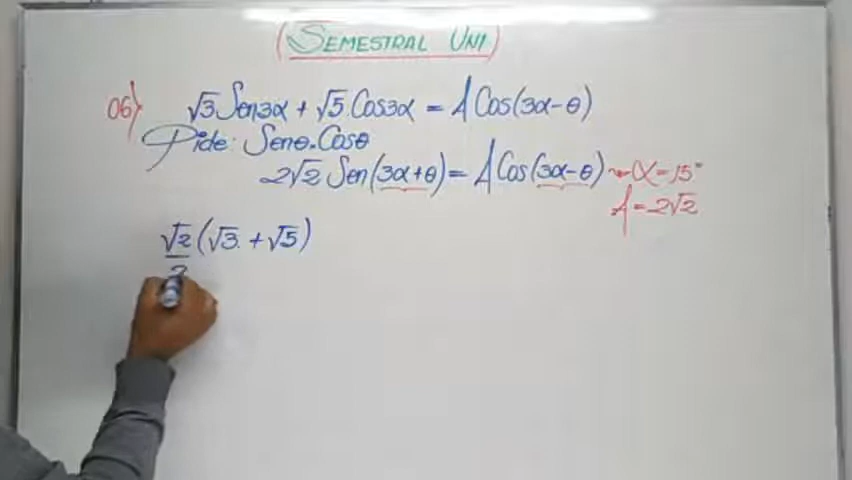 (SEMESTRAL UNI)
06) √3 Sen3α + √5 Cos3α = A Cos(3α-θ)
Pide: Senθ.Cosθ
2√2 Sen(3α+θ) = A Cos(3α-θ) → α=15°
A = 2√2
√2/2 (√3 + √5)